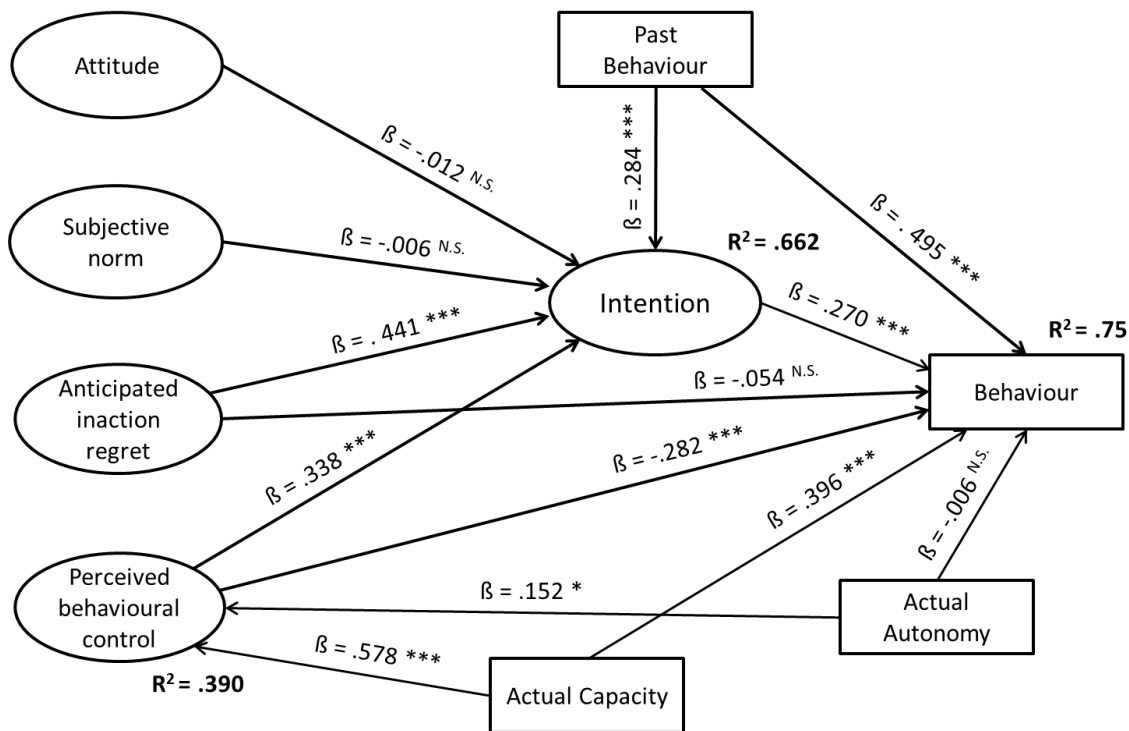 Attitude
Past
Behaviour
ß = -.012 N.S.
ß = .284 ***
ß = . 495 ***
Subjective
norm
ß = -.006 N.S.
R² = .662
Intention
ß = .270 ***
R² = .75
ß = . 441 ***
Anticipated
inaction
regret
ß = -.054 N.S.
Behaviour
ß = .338 ***
ß = -.282 ***
ß = .396 ***
ß = -.006 N.S.
Perceived
behavioural
control
ß = .152 *
Actual
Autonomy
ß = .578 ***
R² = .390
Actual Capacity